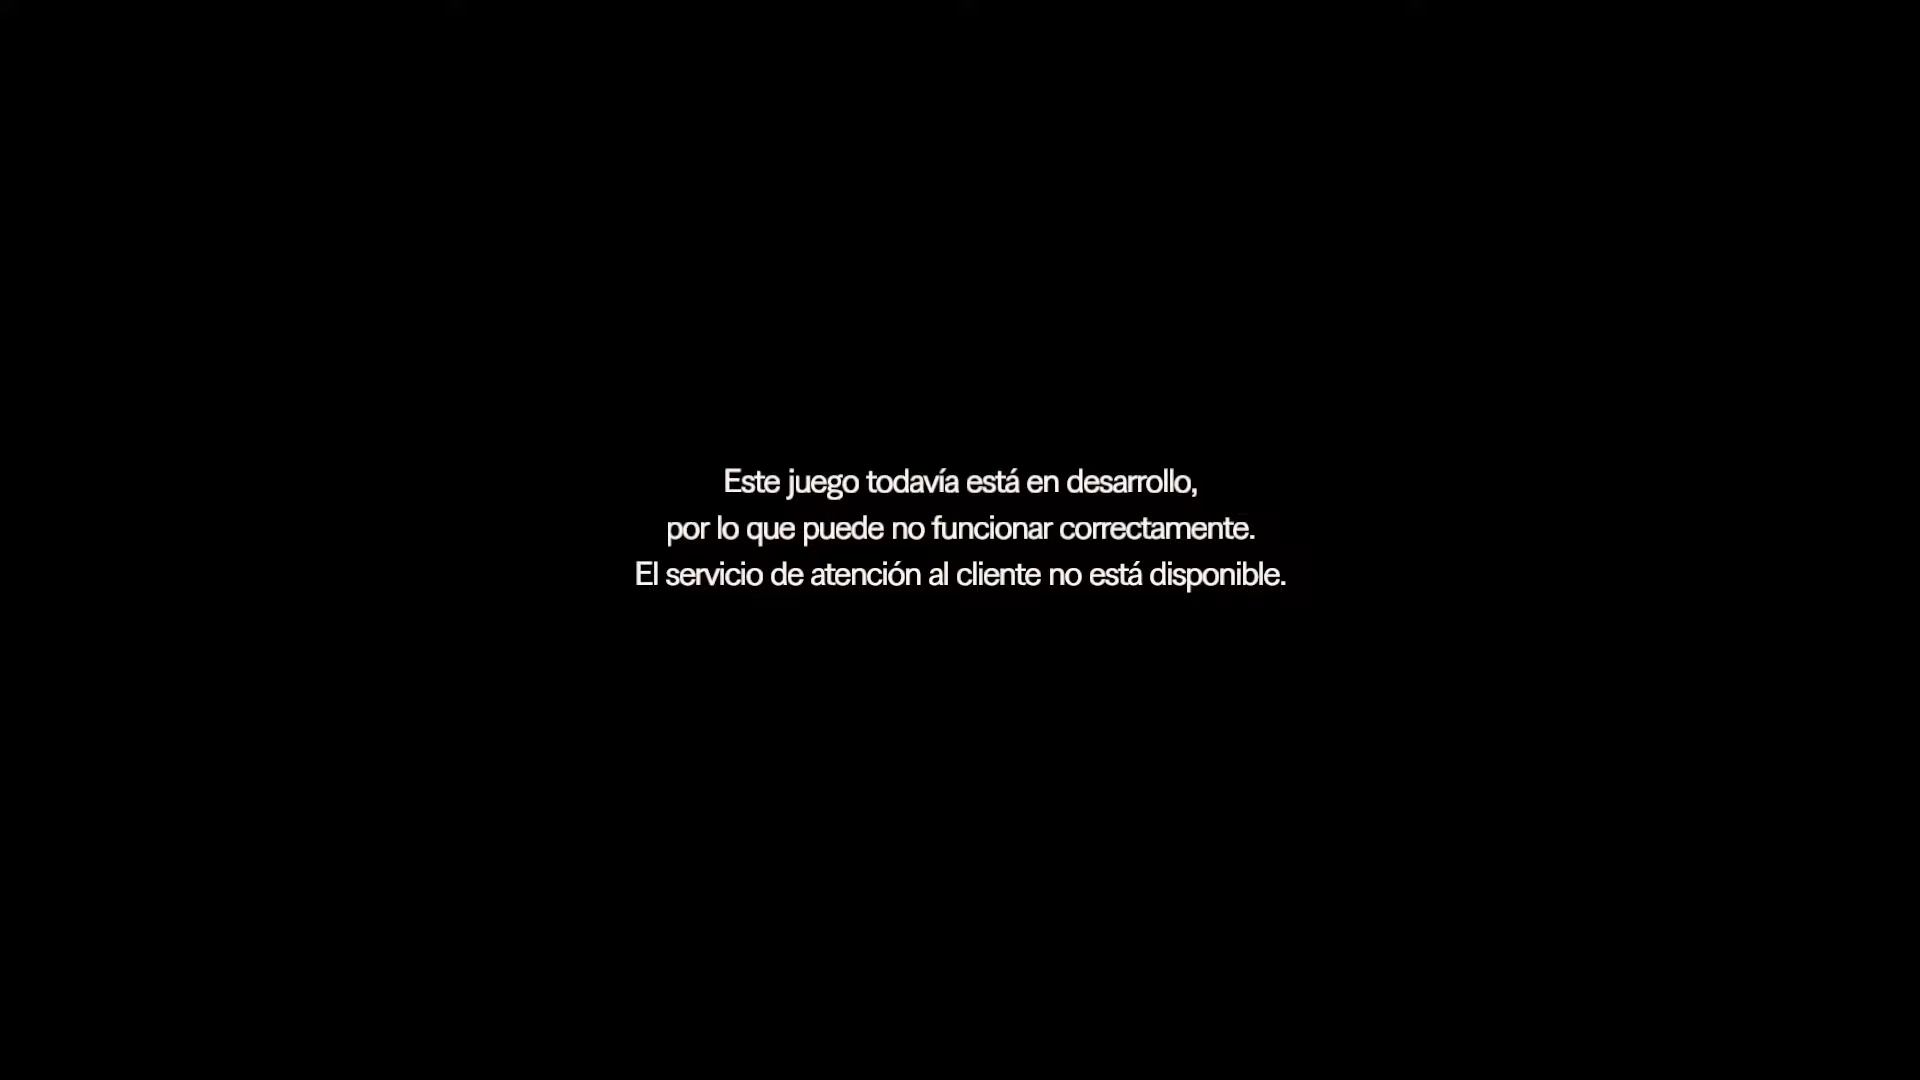 Este juego todavía está en desarrollo,
por lo que puede no funcionar correctamente.
El servicio de atención al cliente no está disponible.